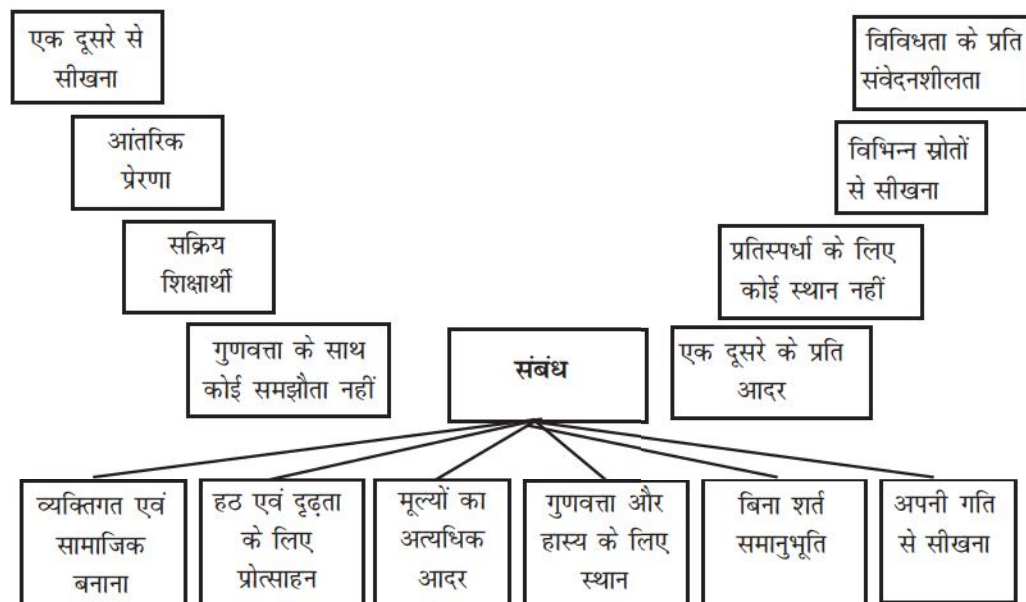 एक दूसरे से
सीखना
विविधता के प्रति
संवेदनशीलता
आंतरिक
प्रेरणा
विभिन्न स्रोतों
से सीखना
सक्रिय
शिक्षार्थी
प्रतिस्पर्धा के लिए
कोई स्थान नहीं
गुणवत्ता के साथ
कोई समझौता नहीं
संबंध
एक दूसरे के प्रति
आदर
व्यक्तिगत एवं
सामाजिक
बनाना
हठ एवं दृढ़ता
के लिए
प्रोत्साहन
मूल्यों का
अत्यधिक
आदर
गुणवत्ता और
हास्य के लिए
स्थान
बिना शर्त
समानुभूति
अपनी गति
से सीखना